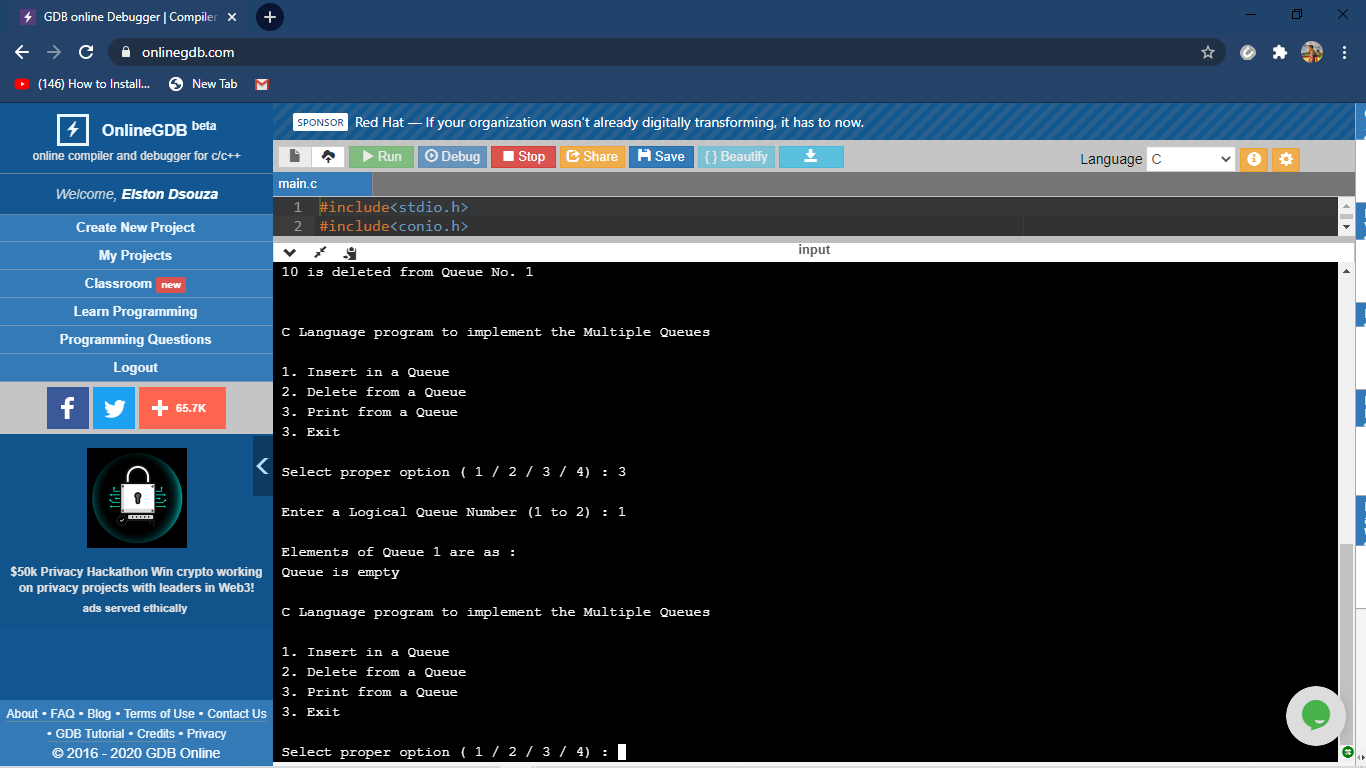 GDB online Debugger | Compiler
onlinegdb.com
(146) How to Install...
New Tab
OnlineGDB beta
online compiler and debugger for c/c++
Welcome, Elston Dsouza
Create New Project
My Projects
Classroom new
Learn Programming
Programming Questions
Logout
65.7K
$50k Privacy Hackathon Win crypto working
on privacy projects with leaders in Web3!
ads served ethically
About • FAQ • Blog • Terms of Use • Contact Us
• GDB Tutorial • Credits • Privacy
© 2016 - 2020 GDB Online
SPONSOR Red Hat — If your organization wasn't already digitally transforming, it has to now.
Run Debug Stop Share Save { } Beautify
Language C
main.c
1 #include<stdio.h>
2 #include<conio.h>
input
10 is deleted from Queue No. 1
C Language program to implement the Multiple Queues
1. Insert in a Queue
2. Delete from a Queue
3. Print from a Queue
3. Exit
Select proper option ( 1 / 2 / 3 / 4) : 3
Enter a Logical Queue Number (1 to 2) : 1
Elements of Queue 1 are as :
Queue is empty
C Language program to implement the Multiple Queues
1. Insert in a Queue
2. Delete from a Queue
3. Print from a Queue
3. Exit
Select proper option ( 1 / 2 / 3 / 4) :